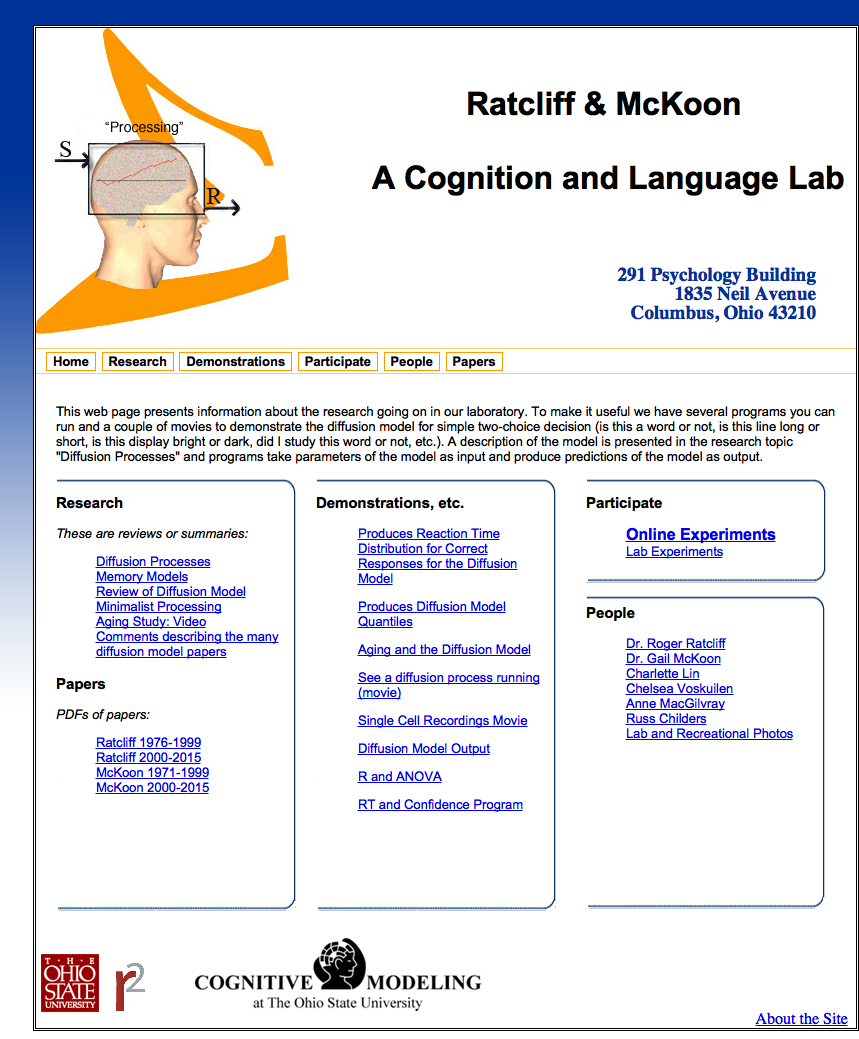 Ratcliff & McKoon
A Cognition and Language Lab
"Processing"
S
R
291 Psychology Building
1835 Neil Avenue
Columbus, Ohio 43210
Home Research Demonstrations Participate People Papers
This web page presents information about the research going on in our laboratory. To make it useful we have several programs you can
run and a couple of movies to demonstrate the diffusion model for simple two-choice decision (is this a word or not, is this line long or
short, is this display bright or dark, did I study this word or not, etc.). A description of the model is presented in the research topic
"Diffusion Processes" and programs take parameters of the model as input and produce predictions of the model as output.
Research
These are reviews or summaries:
Diffusion Processes
Memory Models
Review of Diffusion Model
Minimalist Processing
Aging Study: Video
Comments describing the many
diffusion model papers
Papers
PDFs of papers:
Ratcliff 1976-1999
Ratcliff 2000-2015
McKoon 1971-1999
McKoon 2000-2015
Demonstrations, etc.
Produces Reaction Time
Distribution for Correct
Responses for the Diffusion
Model
Produces Diffusion Model
Quantiles
Aging and the Diffusion Model
See a diffusion process running
(movie)
Single Cell Recordings Movie
Diffusion Model Output
R and ANOVA
RT and Confidence Program
Participate
Online Experiments
Lab Experiments
People
Dr. Roger Ratcliff
Dr. Gail McKoon
Charlette Lin
Chelsea Voskuilen
Anne MacGilvray
Russ Childers
Lab and Recreational Photos
T·H·E
OHIO
STATE
UNIVERSITY
r2
COGNITIVE MODELING
at The Ohio State University
About the Site